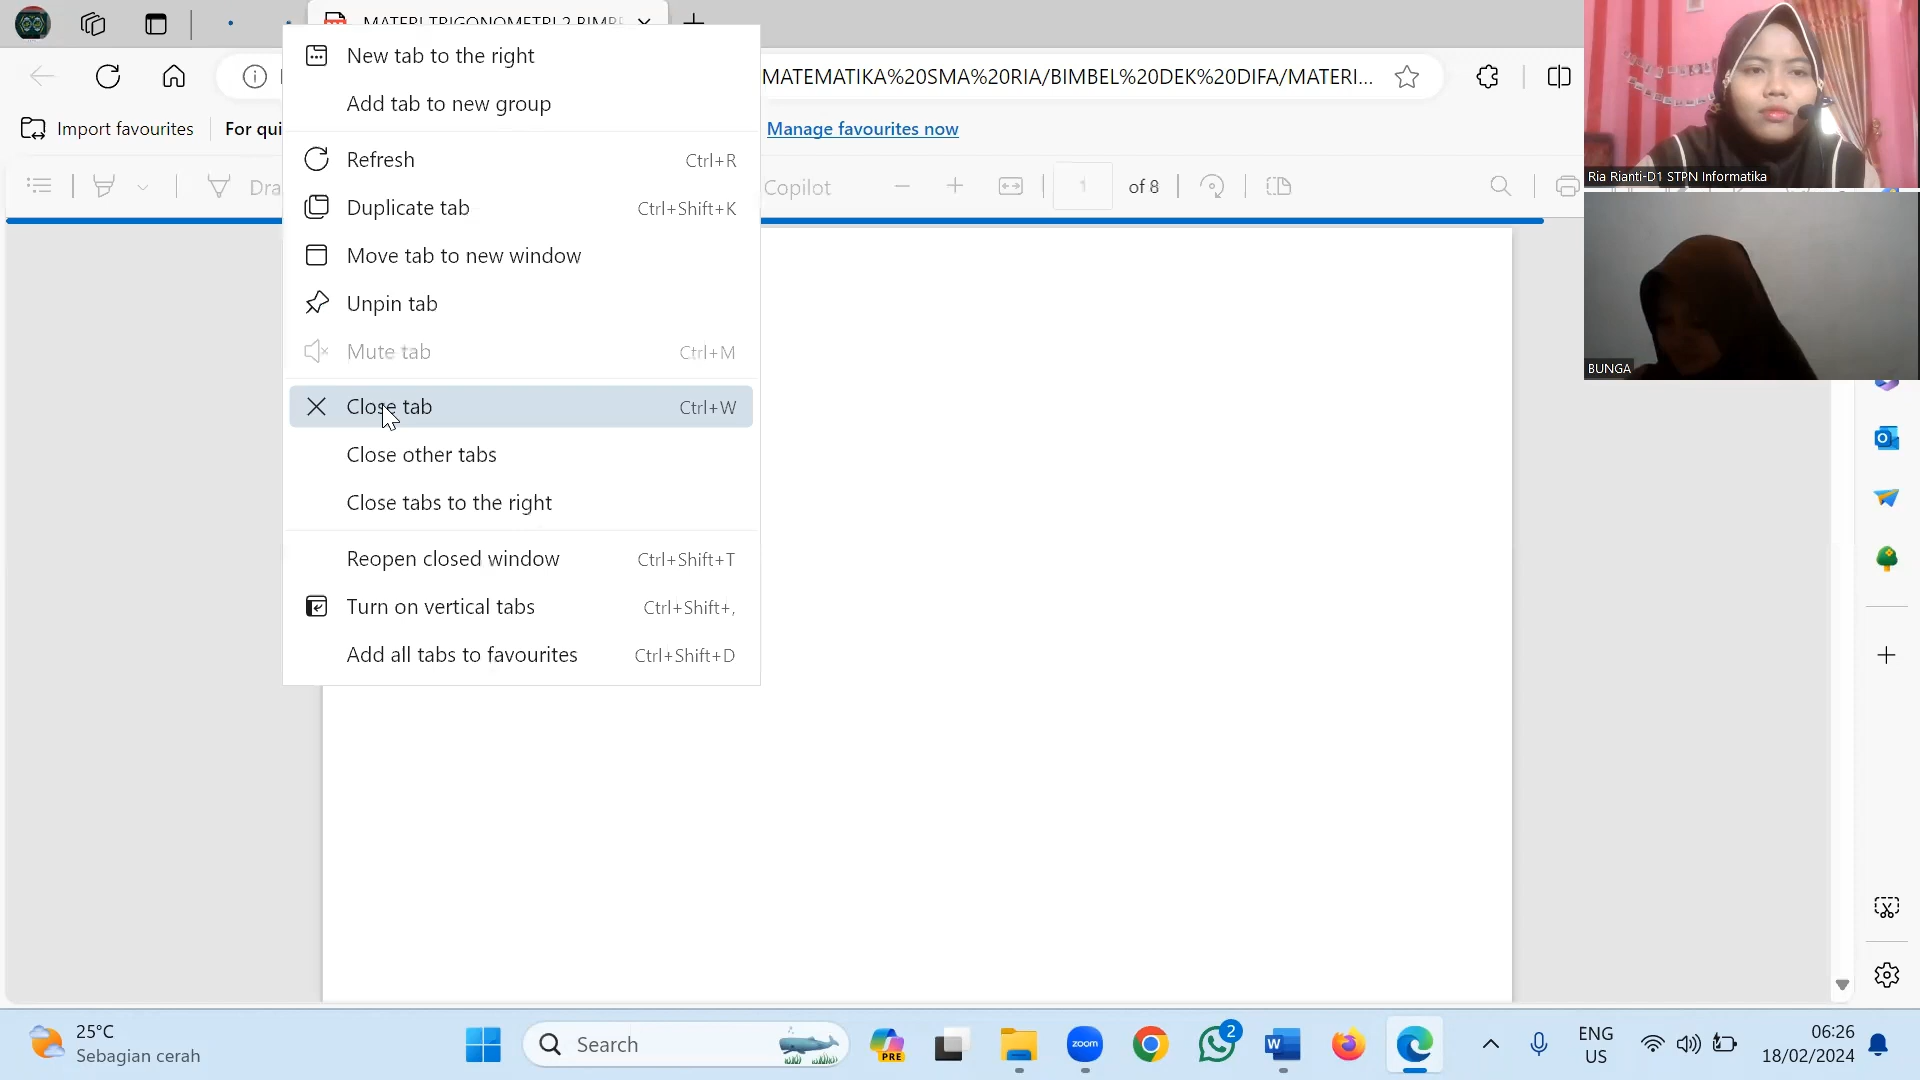 MATERI TRIGONOMETRI 2 BIMBE
New tab to the right
Add tab to new group
Refresh Ctrl+R
Duplicate tab Ctrl+Shift+K
Move tab to new window
Unpin tab
Mute tab Ctrl+M
Close tab Ctrl+W
Close other tabs
Close tabs to the right
Reopen closed window Ctrl+Shift+T
Turn on vertical tabs Ctrl+Shift+,
Add all tabs to favourites Ctrl+Shift+D
MATEMATIKA%20SMA%20RIA/BIMBEL%20DEK%20DIFA/MATERI...
Import favourites
For qui
Manage favourites now
Dra
Copilot
1 of 8
Ria Rianti-D1 STPN Informatika
BUNGA
25°C
Sebagian cerah
Search
PRE
zoom
2
W
ENG
US
06:26
18/02/2024